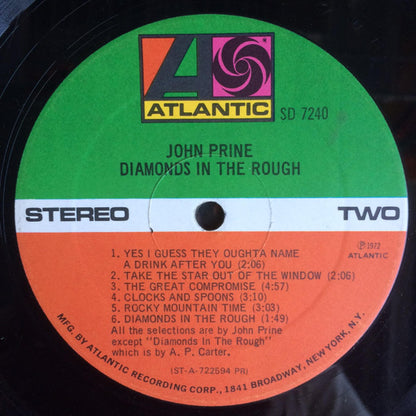 ATLANTIC
SD 7240
JOHN PRINE
DIAMONDS IN THE ROUGH
STEREO
TWO
1. YES I GUESS THEY OUGHTA NAME
A DRINK AFTER YOU (2:06)
2. TAKE THE STAR OUT OF THE WINDOW (2:06)
3. THE GREAT COMPROMISE (4:57)
4. CLOCKS AND SPOONS (3:10)
5. ROCKY MOUNTAIN TIME (3:03)
6. DIAMONDS IN THE ROUGH (1:49)
All the selections are by John Prine
except "Diamonds In The Rough"
which is by A. P. Carter.
(ST-A-722594 PR)
Ⓟ1972
ATLANTIC
MFG. BY ATLANTIC RECORDING CORP., 1841 BROADWAY, NEW YORK, N.Y.